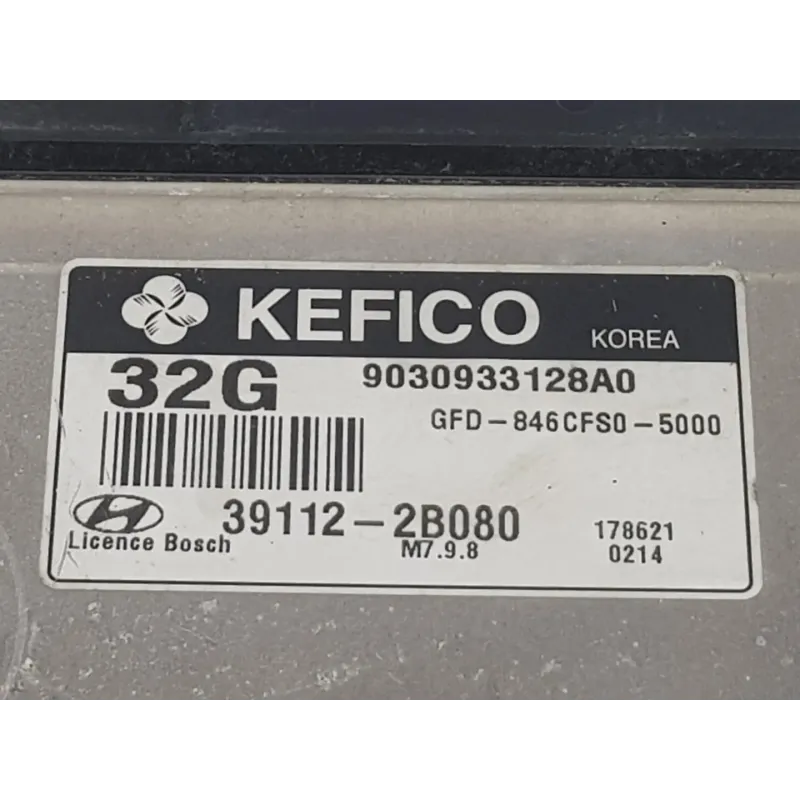 KEFICO KOREA
32G 9030933128A0
GFD-846CFS0-5000
39112-2B080 178621
Licence Bosch M7.9.8 0214